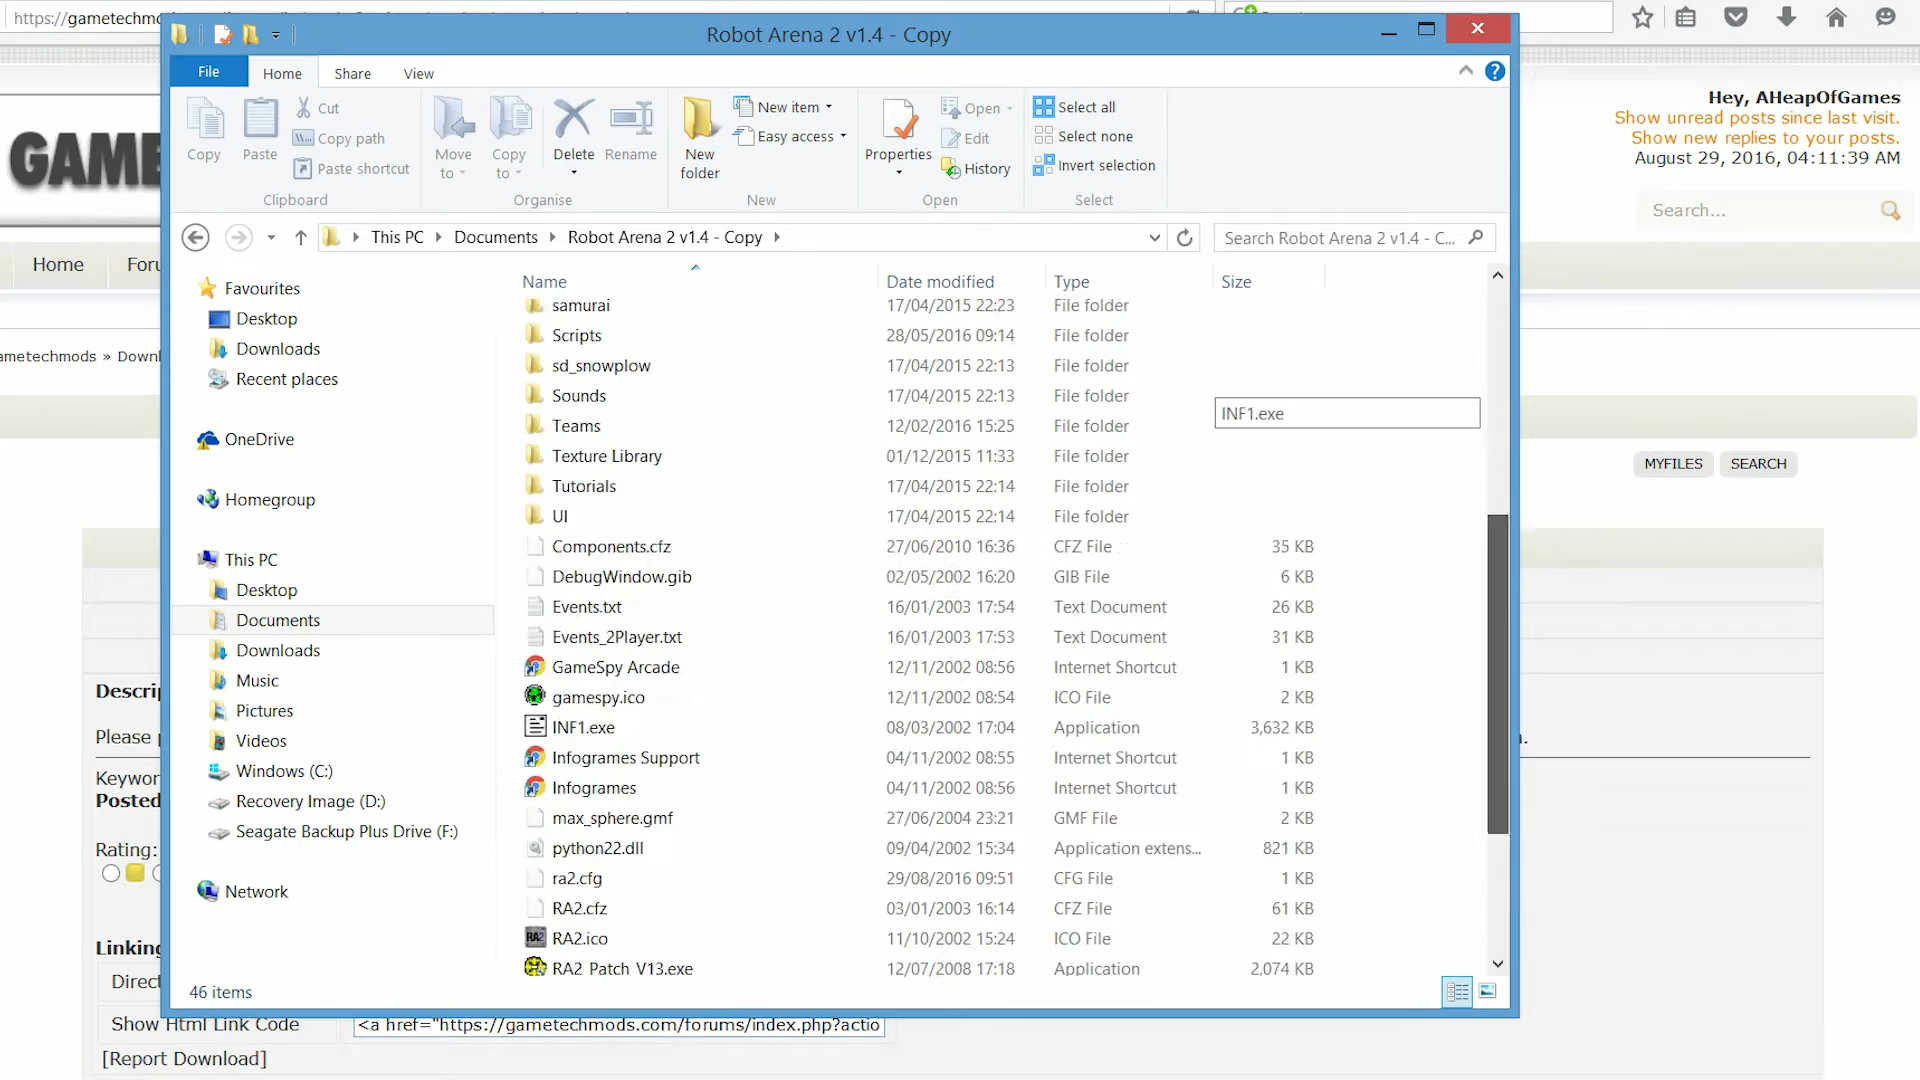 https://gametechmo
Robot Arena 2 v1.4 - Copy
File
Home
Share
View
Copy
Paste
Cut
Copy path
Paste shortcut
Move to
Copy to
Delete
Rename
New folder
New item
Easy access
Properties
Open
Edit
History
Select all
Select none
Invert selection
Clipboard
Organise
New
Open
Select
This PC
Documents
Robot Arena 2 v1.4 - Copy
Search Robot Arena 2 v1.4 - C...
GAME
Hey, AHeapOfGames
Show unread posts since last visit.
Show new replies to your posts.
August 29, 2016, 04:11:39 AM
Search...
Home
Foru
ametechmods » Downl
MYFILES
SEARCH
Favourites
Desktop
Downloads
Recent places
OneDrive
Homegroup
This PC
Desktop
Documents
Downloads
Music
Pictures
Videos
Windows (C:)
Recovery Image (D:)
Seagate Backup Plus Drive (F:)
Network
Name Date modified Type Size
samurai 17/04/2015 22:23 File folder
Scripts 28/05/2016 09:14 File folder
sd_snowplow 17/04/2015 22:13 File folder
Sounds 17/04/2015 22:13 File folder
Teams 12/02/2016 15:25 File folder
Texture Library 01/12/2015 11:33 File folder
Tutorials 17/04/2015 22:14 File folder
UI 17/04/2015 22:14 File folder
Components.cfz 27/06/2010 16:36 CFZ File 35 KB
DebugWindow.gib 02/05/2002 16:20 GIB File 6 KB
Events.txt 16/01/2003 17:54 Text Document 26 KB
Events_2Player.txt 16/01/2003 17:53 Text Document 31 KB
GameSpy Arcade 12/11/2002 08:56 Internet Shortcut 1 KB
gamespy.ico 12/11/2002 08:54 ICO File 2 KB
INF1.exe 08/03/2002 17:04 Application 3,632 KB
Infogrames Support 04/11/2002 08:55 Internet Shortcut 1 KB
Infogrames 04/11/2002 08:56 Internet Shortcut 1 KB
max_sphere.gmf 27/06/2004 23:21 GMF File 2 KB
python22.dll 09/04/2002 15:34 Application extens... 821 KB
ra2.cfg 29/08/2016 09:51 CFG File 1 KB
RA2.cfz 03/01/2003 16:14 CFZ File 61 KB
RA2.ico 11/10/2002 15:24 ICO File 22 KB
RA2 Patch V13.exe 12/07/2008 17:18 Application 2,074 KB
INF1.exe
46 items
Descrip
Please
Keywor
Posted
Rating:
Linking
Direct
Show Html Link Code
<a href="https://gametechmods.com/forums/index.php?actio
[Report Download]